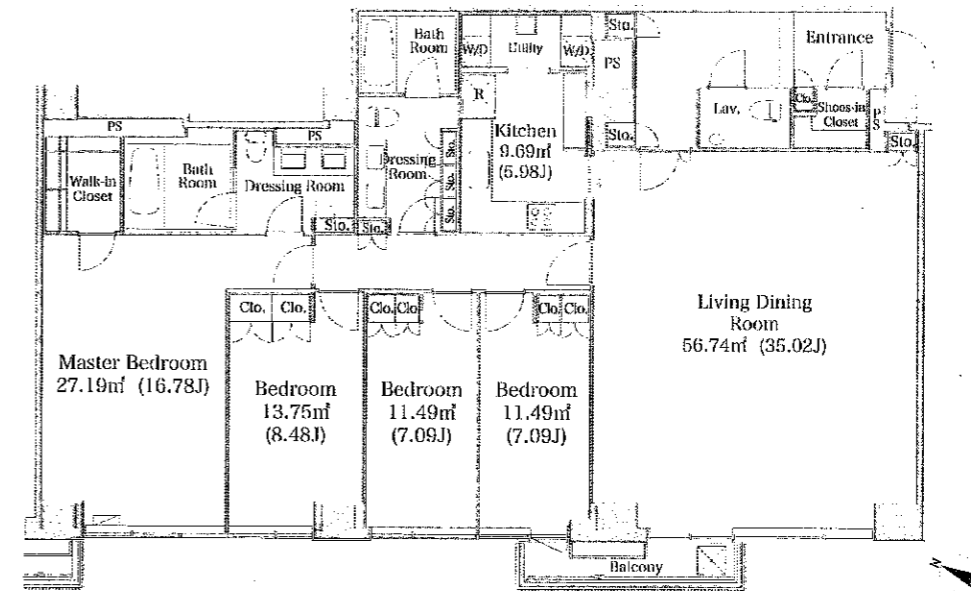 Bath
Room
W/D
Utility
W/D
Sto.
PS
Entrance
R
Lav.
Clo.
Shoes-in
Closet
PS
Sto.
Sto.
Kitchen
9.69㎡
(5.98J)
PS
PS
Walk-in
Closet
Bath
Room
Dressing Room
Dressing
Room
Sto.
Sto.
Sto.
Sto.
Sto.
Clo.
Clo.
Clo.
Clo
Clo.
Clo.
Living Dining
Room
56.74㎡ (35.02J)
Master Bedroom
27.19㎡ (16.78J)
Bedroom
13.75㎡
(8.48J)
Bedroom
11.49㎡
(7.09J)
Bedroom
11.49㎡
(7.09J)
Balcony
N